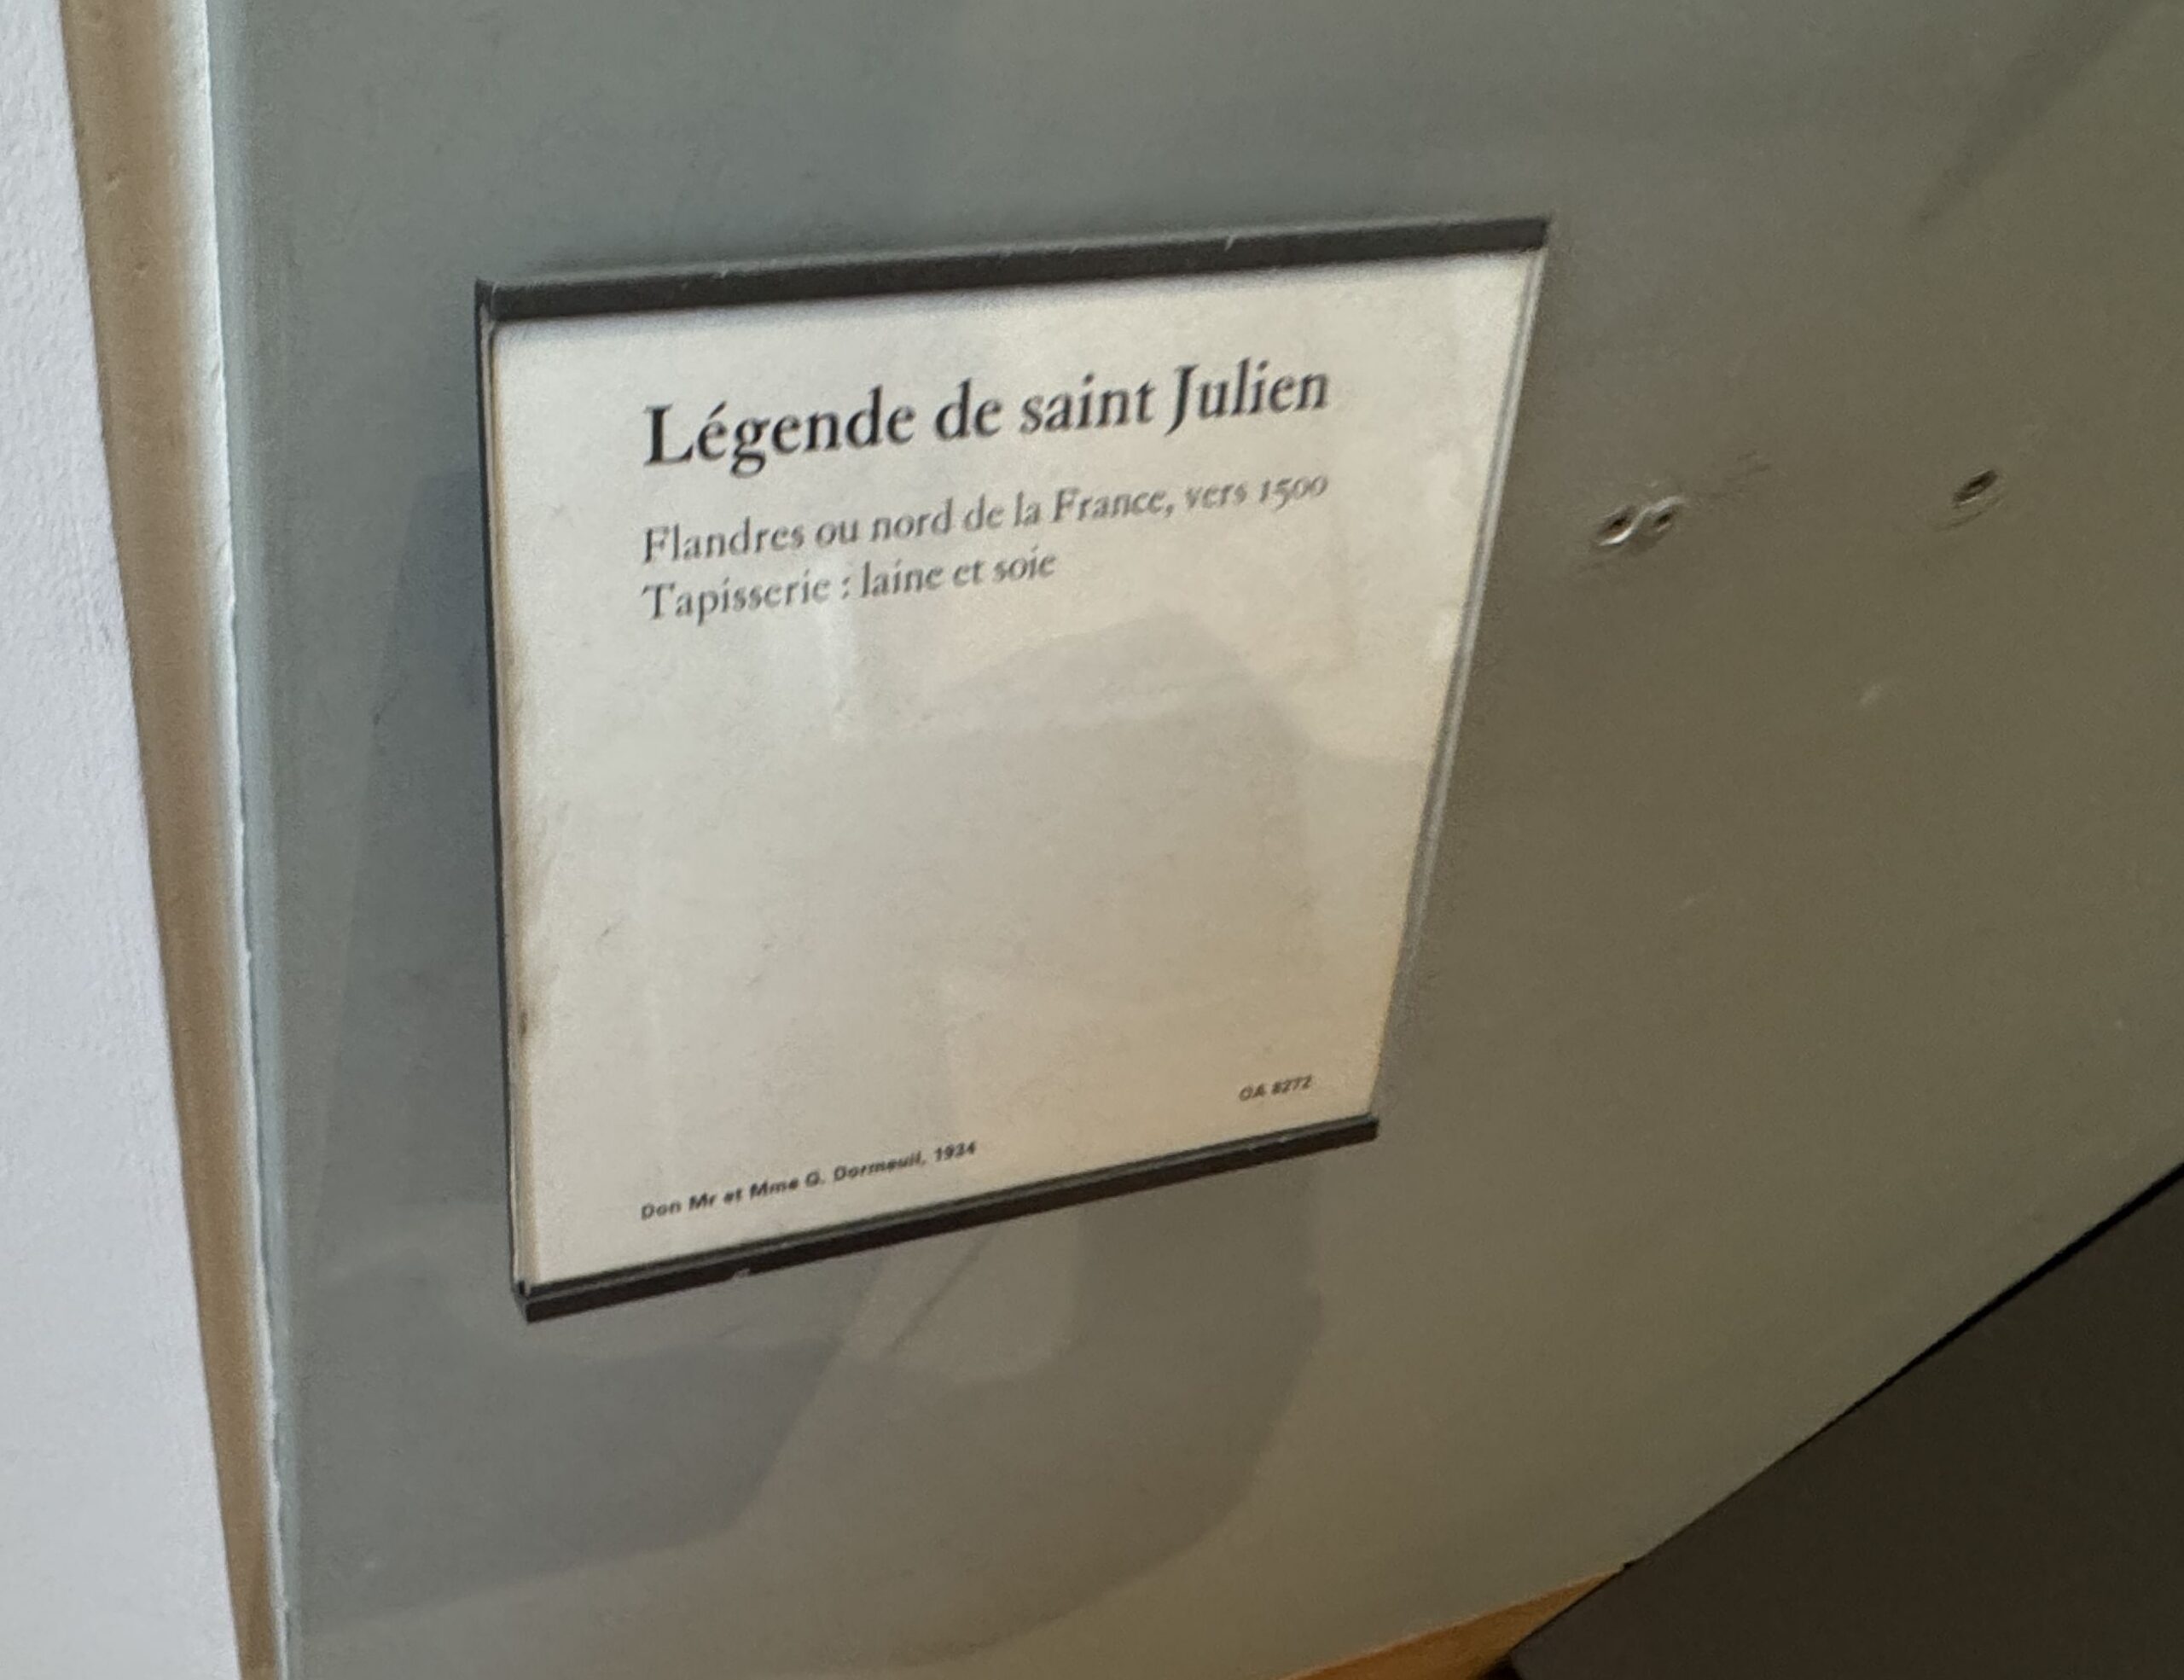 Légende de saint Julien
Flandres ou nord de la France, vers 1500
Tapisserie : laine et soie
OA 8272
Don Mr et Mme G. Dormeuil, 1934